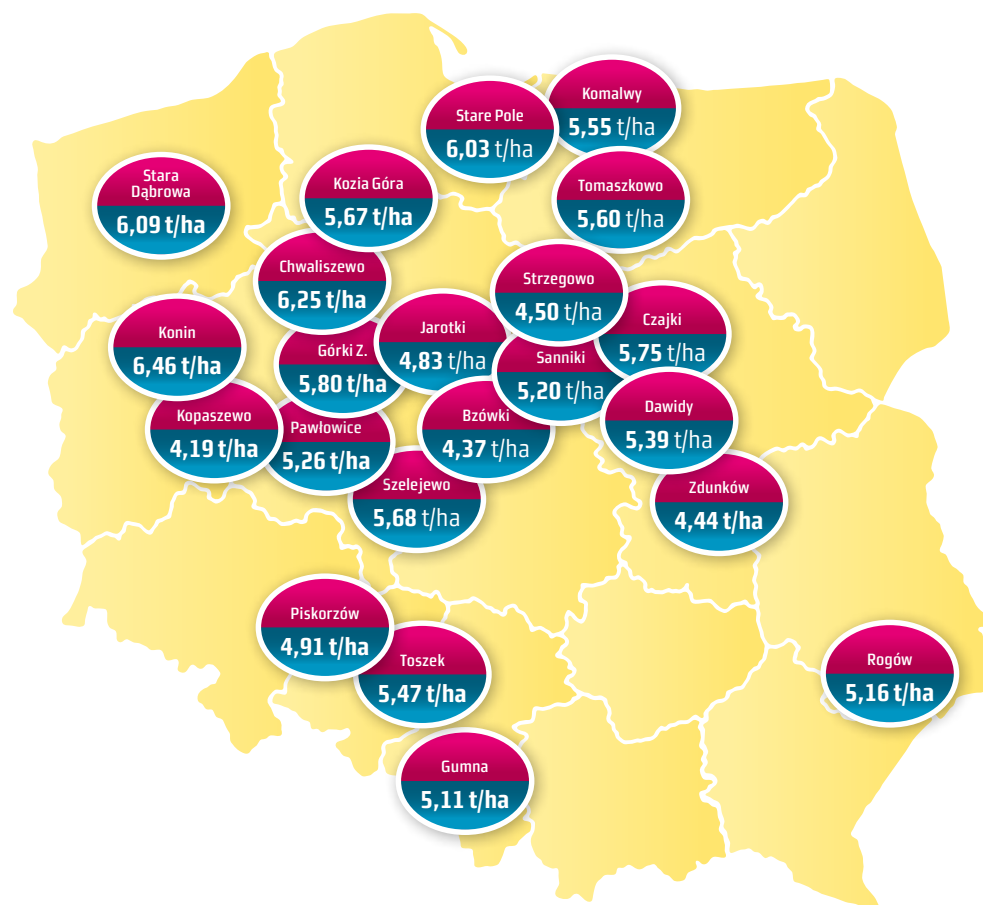 Komalwy
5,55 t/ha
Stare Pole
6,03 t/ha
Stara
Dąbrowa
6,09 t/ha
Kozia Góra
5,67 t/ha
Tomaszkowo
5,60 t/ha
Chwaliszewo
6,25 t/ha
Strzegowo
4,50 t/ha
Konin
6,46 t/ha
Jarotki
4,83 t/ha
Czajki
5,75 t/ha
Górki Z.
5,80 t/ha
Sanniki
5,20 t/ha
Kopaszewo
4,19 t/ha
Pawłowice
5,26 t/ha
Bzówki
4,37 t/ha
Dawidy
5,39 t/ha
Szelejewo
5,68 t/ha
Zdunków
4,44 t/ha
Piskorzów
4,91 t/ha
Toszek
5,47 t/ha
Rogów
5,16 t/ha
Gumna
5,11 t/ha